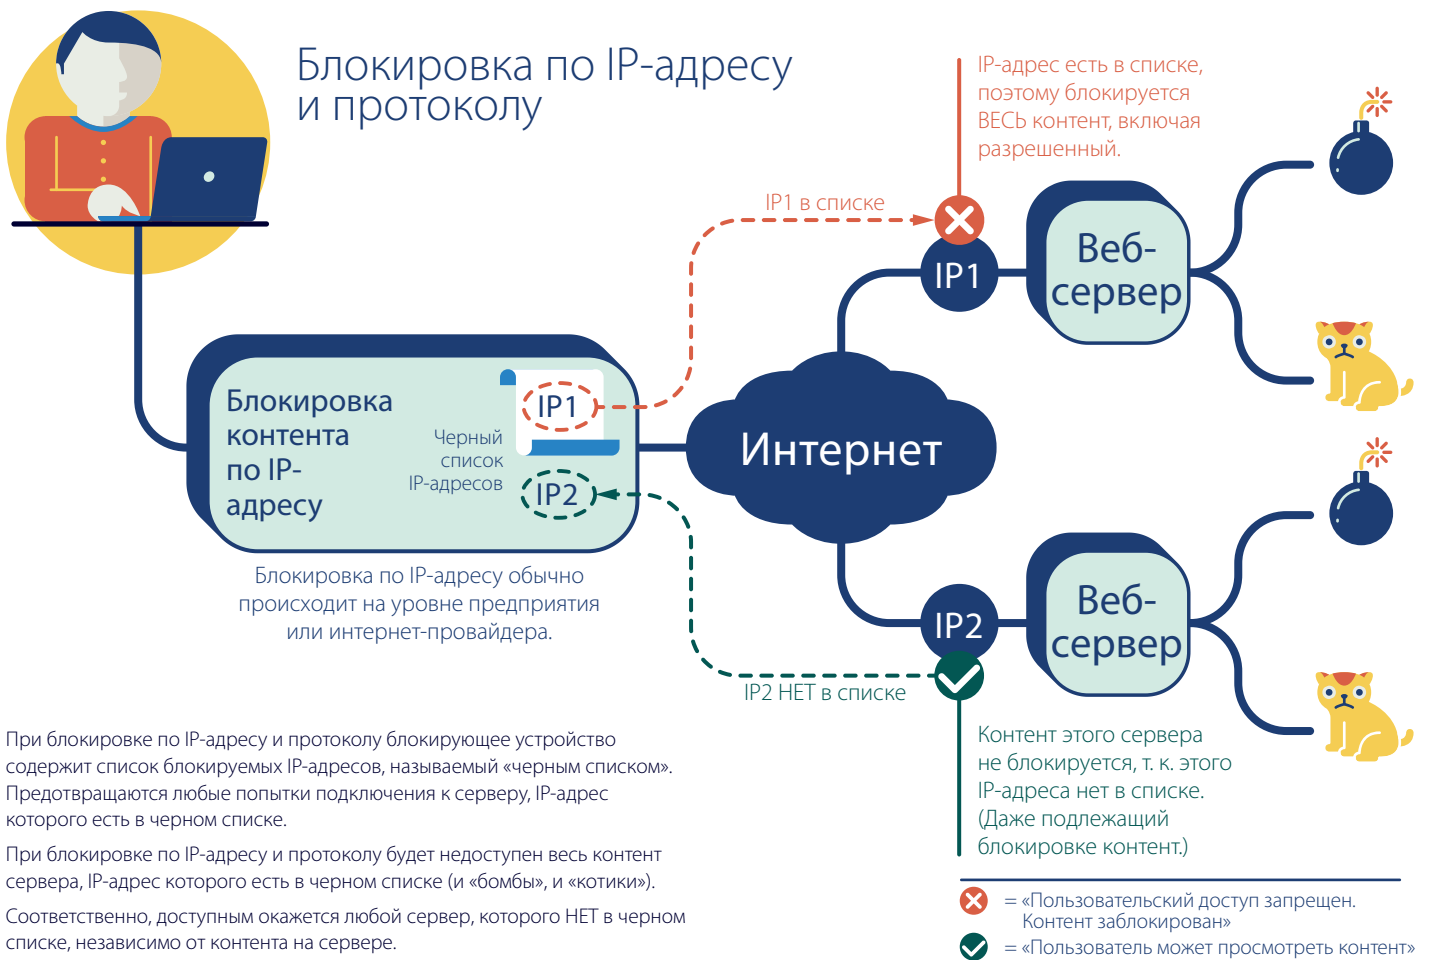 Блокировка по IP-адресу
и протоколу
IP-адрес есть в списке,
поэтому блокируется
ВЕСЬ контент, включая
разрешенный.
IP1 в списке
IP1
Веб-
сервер
Блокировка
контента
по IP-
адресу
Черный
список
IP-адресов
IP1
IP2
Интернет
Блокировка по IP-адресу обычно
происходит на уровне предприятия
или интернет-провайдера.
IP2
Веб-
сервер
IP2 НЕТ в списке
Контент этого сервера
не блокируется, т. к. этого
IP-адреса нет в списке.
(Даже подлежащий
блокировке контент.)
При блокировке по IP-адресу и протоколу блокирующее устройство
содержит список блокируемых IP-адресов, называемый «черным списком».
Предотвращаются любые попытки подключения к серверу, IP-адрес
которого есть в черном списке.
При блокировке по IP-адресу и протоколу будет недоступен весь контент
сервера, IP-адрес которого есть в черном списке (и «бомбы», и «котики»).
Соответственно, доступным окажется любой сервер, которого НЕТ в черном
списке, независимо от контента на сервере.
= «Пользовательский доступ запрещен.
Контент заблокирован»
= «Пользователь может просмотреть контент»